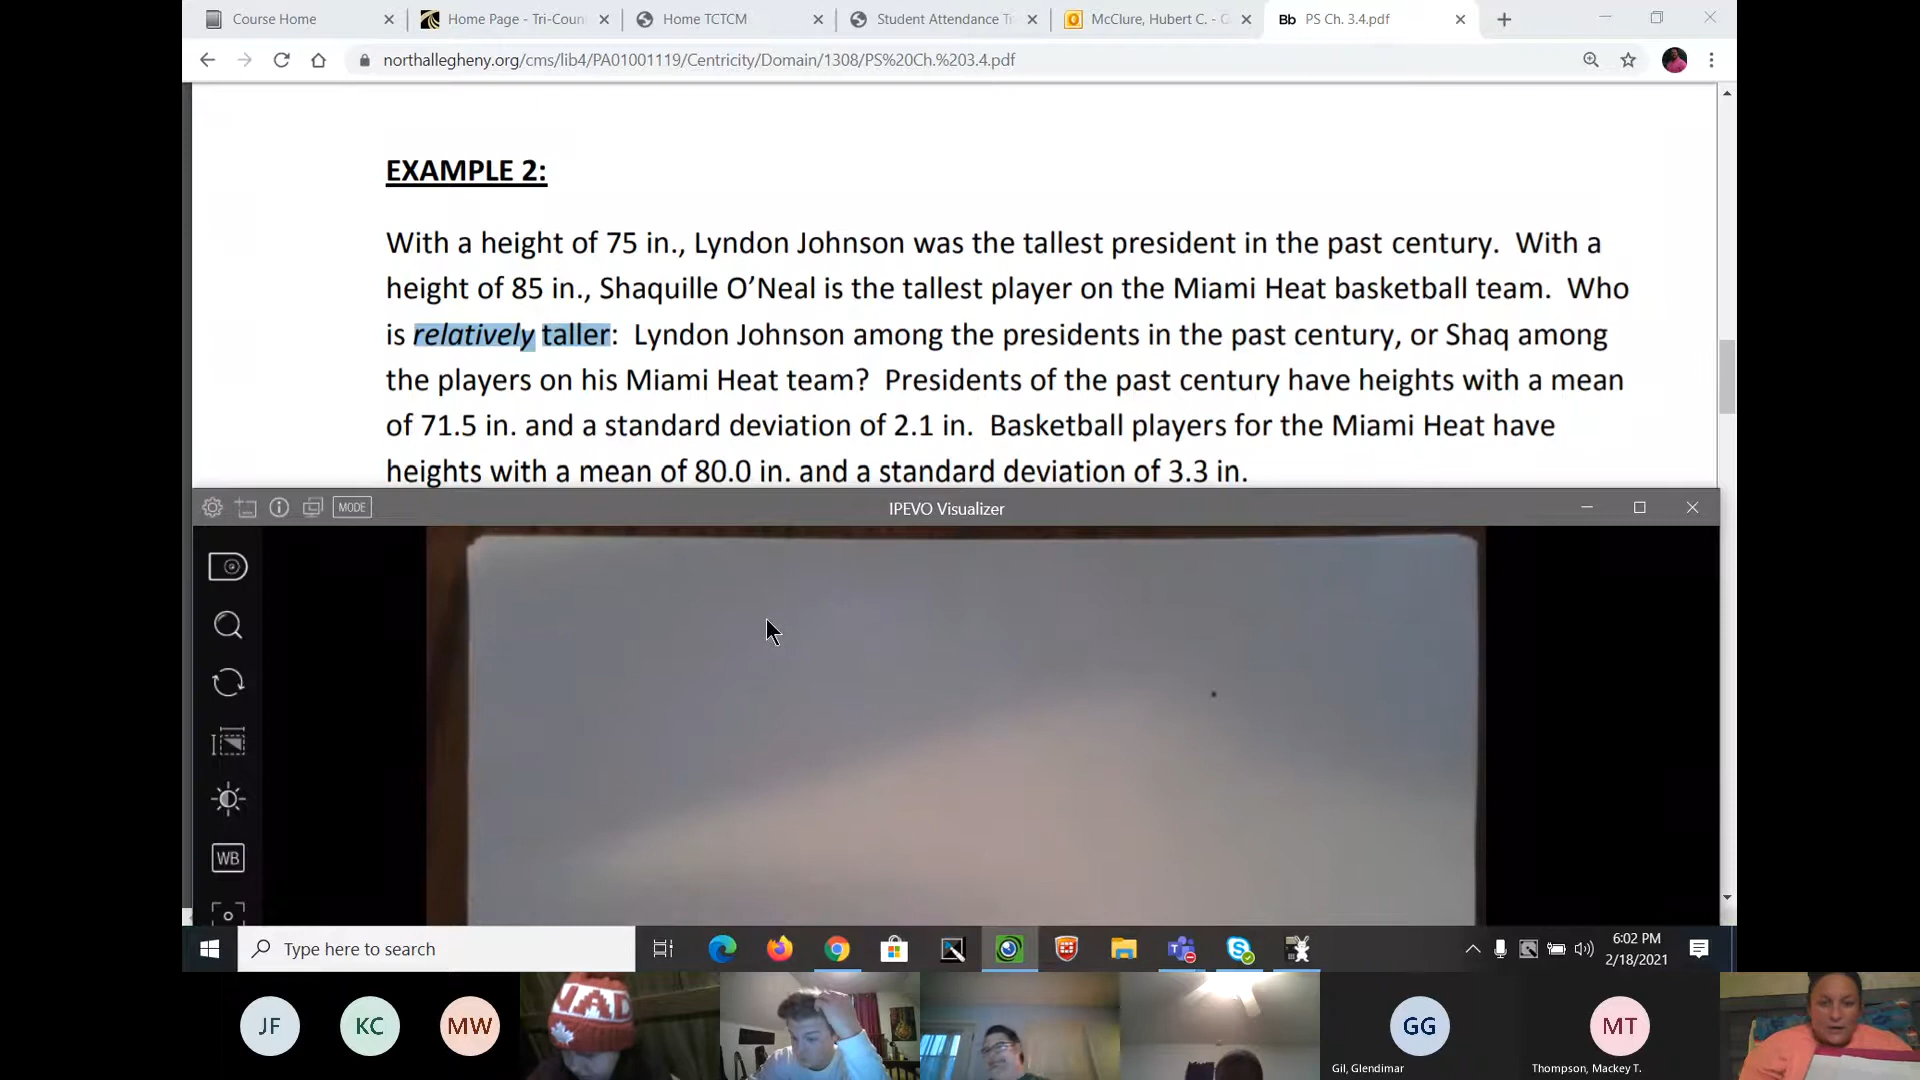 Course Home
Home Page - Tri-Coun
Home TCTCM
Student Attendance T
McClure, Hubert C. - O
Bb PS Ch. 3.4.pdf
northallegheny.org/cms/lib4/PA01001119/Centricity/Domain/1308/PS%20Ch.%203.4.pdf
EXAMPLE 2:
With a height of 75 in., Lyndon Johnson was the tallest president in the past century. With a
height of 85 in., Shaquille O’Neal is the tallest player on the Miami Heat basketball team. Who
is relatively taller: Lyndon Johnson among the presidents in the past century, or Shaq among
the players on his Miami Heat team? Presidents of the past century have heights with a mean
of 71.5 in. and a standard deviation of 2.1 in. Basketball players for the Miami Heat have
heights with a mean of 80.0 in. and a standard deviation of 3.3 in.
MODE
IPEVO Visualizer
WB
Type here to search
6:02 PM
2/18/2021
JF
KC
MW
GG
MT
Gil, Glendimar
Thompson, Mackey T.